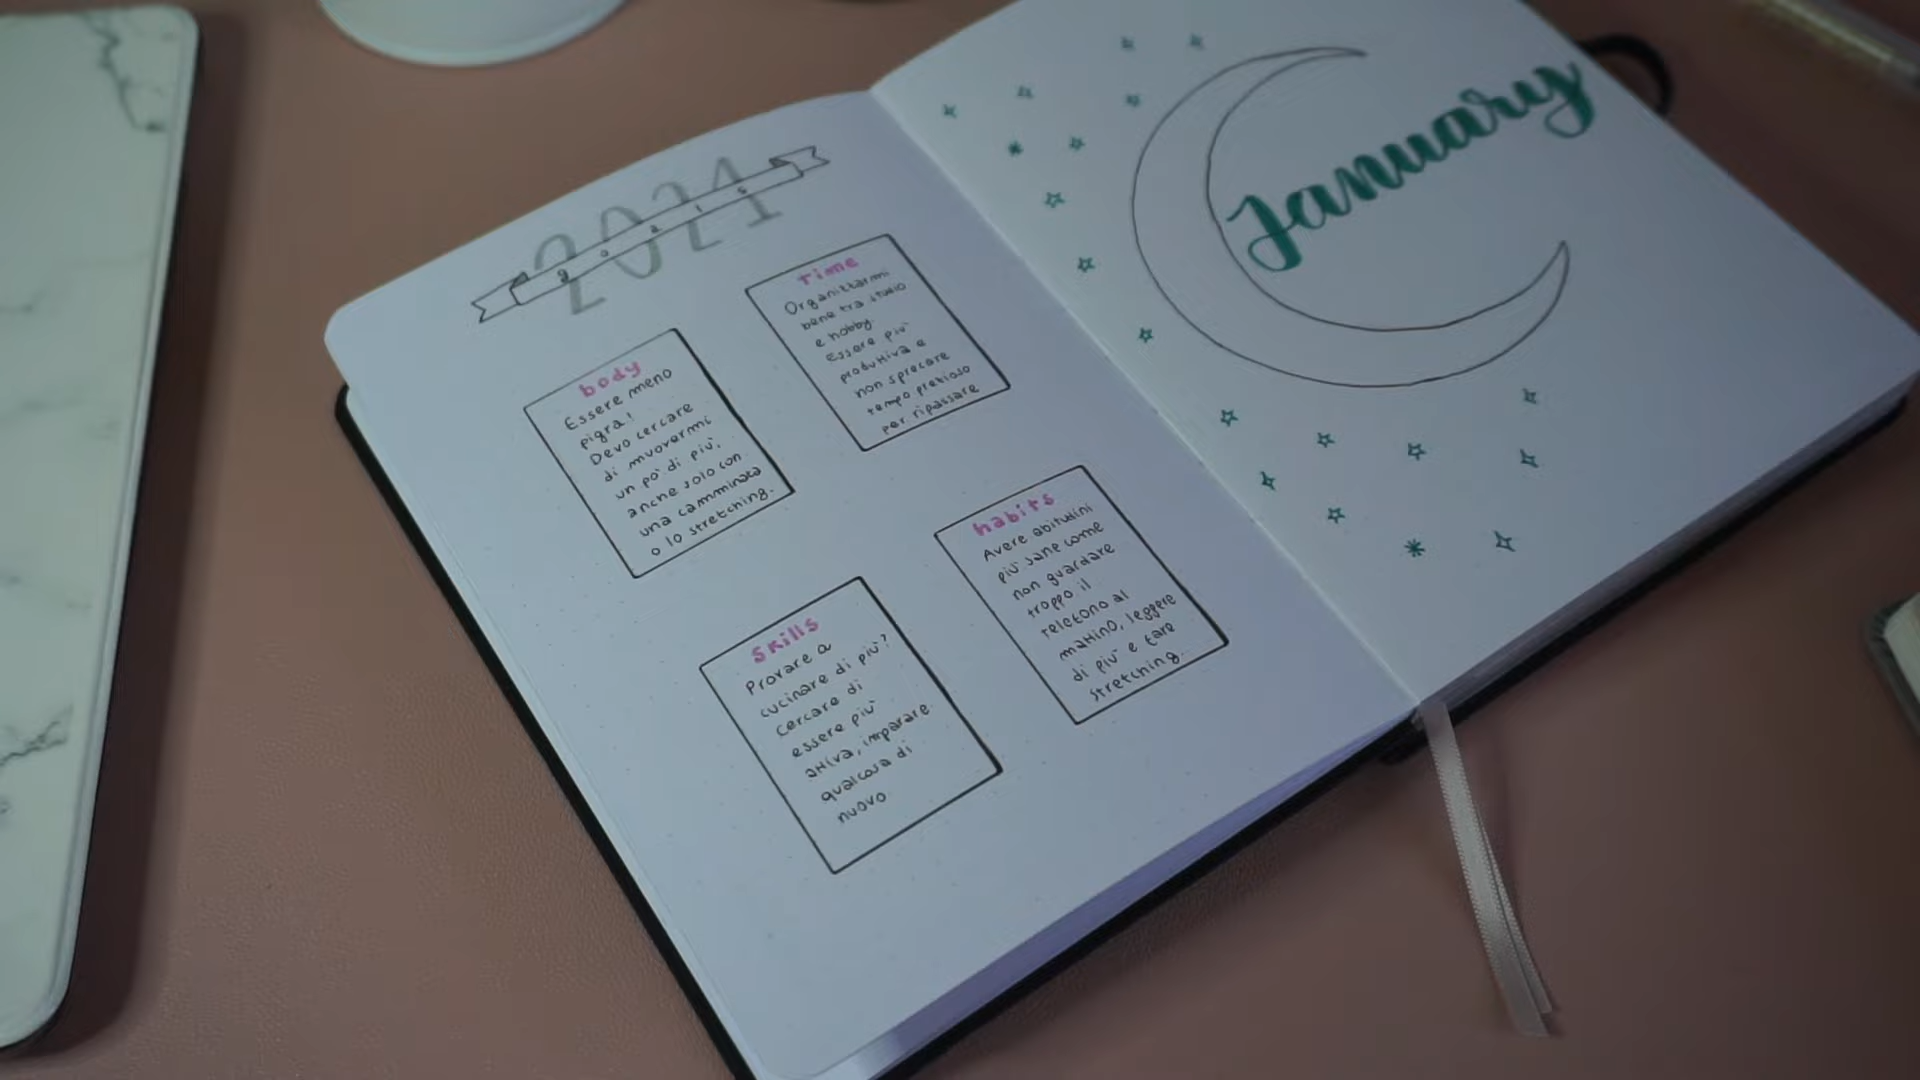 2021
goals
body
Essere meno
pigra!
Devo cercare
di muovermi
un pò di più,
anche solo con
una camminata
o lo stretching.
Time
Organizzarmi
bene tra studio
e hobby.
Essere più
produttiva e
non sprecare
tempo prezioso
per ripassare
skills
Provare a
cucinare di più?
Cercare di
essere più
attiva, imparare
qualcosa di
nuovo
habits
Avere abitudini
più sane come
non guardare
troppo il
telefono al
mattino, leggere
di più e fare
stretching.
January